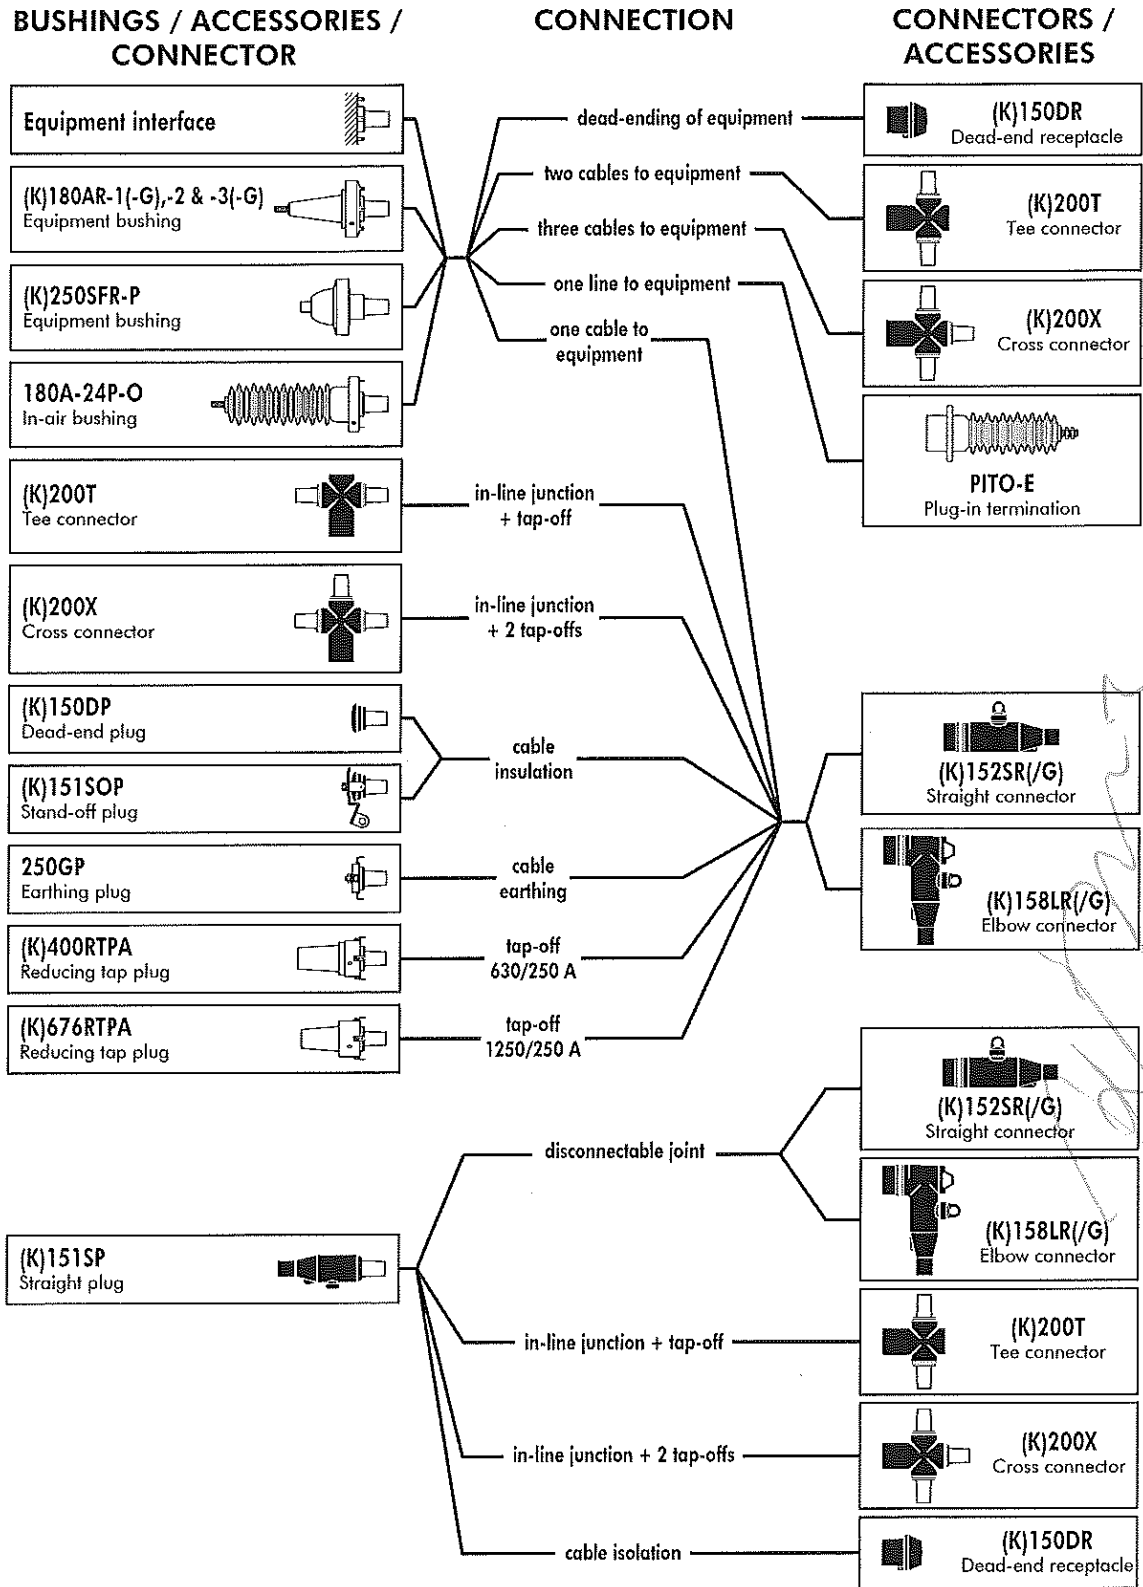 BUSHINGS / ACCESSORIES /
CONNECTOR
CONNECTION
CONNECTORS /
ACCESSORIES
Equipment interface
(K)180AR-1(-G),-2 & -3(-G)
Equipment bushing
(K)250SFR-P
Equipment bushing
180A-24P-O
In-air bushing
(K)200T
Tee connector
(K)200X
Cross connector
(K)150DP
Dead-end plug
(K)151SOP
Stand-off plug
250GP
Earthing plug
(K)400RTPA
Reducing tap plug
(K)676RTPA
Reducing tap plug
(K)151SP
Straight plug
dead-ending of equipment
two cables to equipment
three cables to equipment
one line to equipment
one cable to
equipment
in-line junction
+ tap-off
in-line junction
+ 2 tap-offs
cable
insulation
cable
earthing
tap-off
630/250 A
tap-off
1250/250 A
disconnectable joint
in-line junction + tap-off
in-line junction + 2 tap-offs
cable isolation
(K)150DR
Dead-end receptacle
(K)200T
Tee connector
(K)200X
Cross connector
PITO-E
Plug-in termination
(K)152SR(/G)
Straight connector
(K)158LR(/G)
Elbow connector
(K)152SR(/G)
Straight connector
(K)158LR(/G)
Elbow connector
(K)200T
Tee connector
(K)200X
Cross connector
(K)150DR
Dead-end receptacle